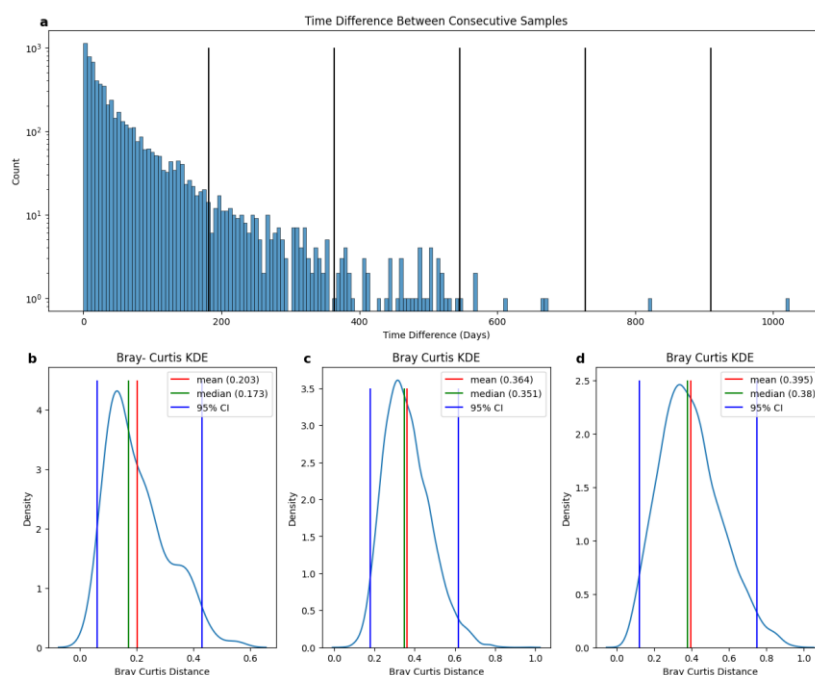 a
Time Difference Between Consecutive Samples
Count
10³
10²
10¹
10⁰
0 200 400 600 800 1000
Time Difference (Days)
b
Bray- Curtis KDE
mean (0.203)
median (0.173)
95% CI
Density
4
3
2
1
0
0.0 0.2 0.4 0.6
Bray Curtis Distance
c
Bray Curtis KDE
mean (0.364)
median (0.351)
95% CI
Density
3.5
3.0
2.5
2.0
1.5
1.0
0.5
0.0
0.0 0.2 0.4 0.6 0.8 1.0
Bray Curtis Distance
d
Bray Curtis KDE
mean (0.395)
median (0.38)
95% CI
Density
2.5
2.0
1.5
1.0
0.5
0.0
0.0 0.2 0.4 0.6 0.8 1.0
Bray Curtis Distance